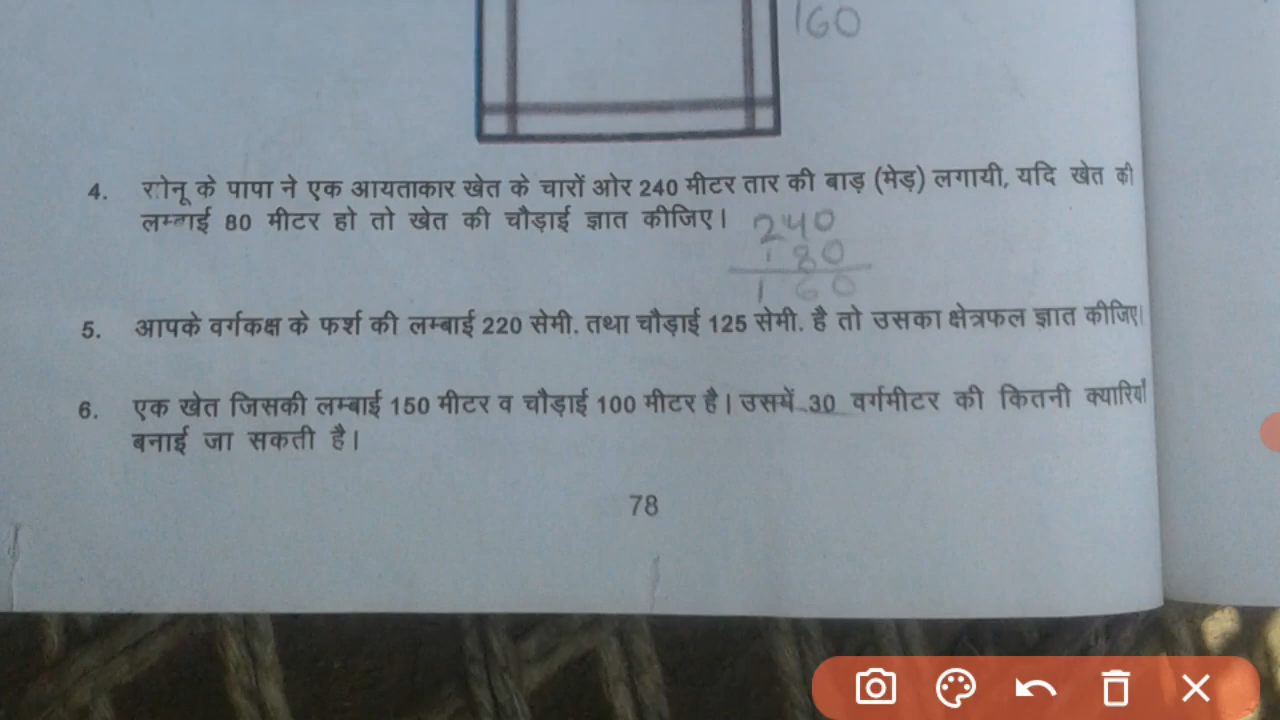 160
4. सोनू के पापा ने एक आयताकार खेत के चारों ओर 240 मीटर तार की बाड़ (मेड़) लगायी, यदि खेत की
लम्बाई 80 मीटर हो तो खेत की चौड़ाई ज्ञात कीजिए।
240
180
160
5. आपके वर्गकक्ष के फर्श की लम्बाई 220 सेमी. तथा चौड़ाई 125 सेमी. है तो उसका क्षेत्रफल ज्ञात कीजिए।
6. एक खेत जिसकी लम्बाई 150 मीटर व चौड़ाई 100 मीटर है। उसमें 30 वर्गमीटर की कितनी क्यारियाँ
बनाई जा सकती है।
78